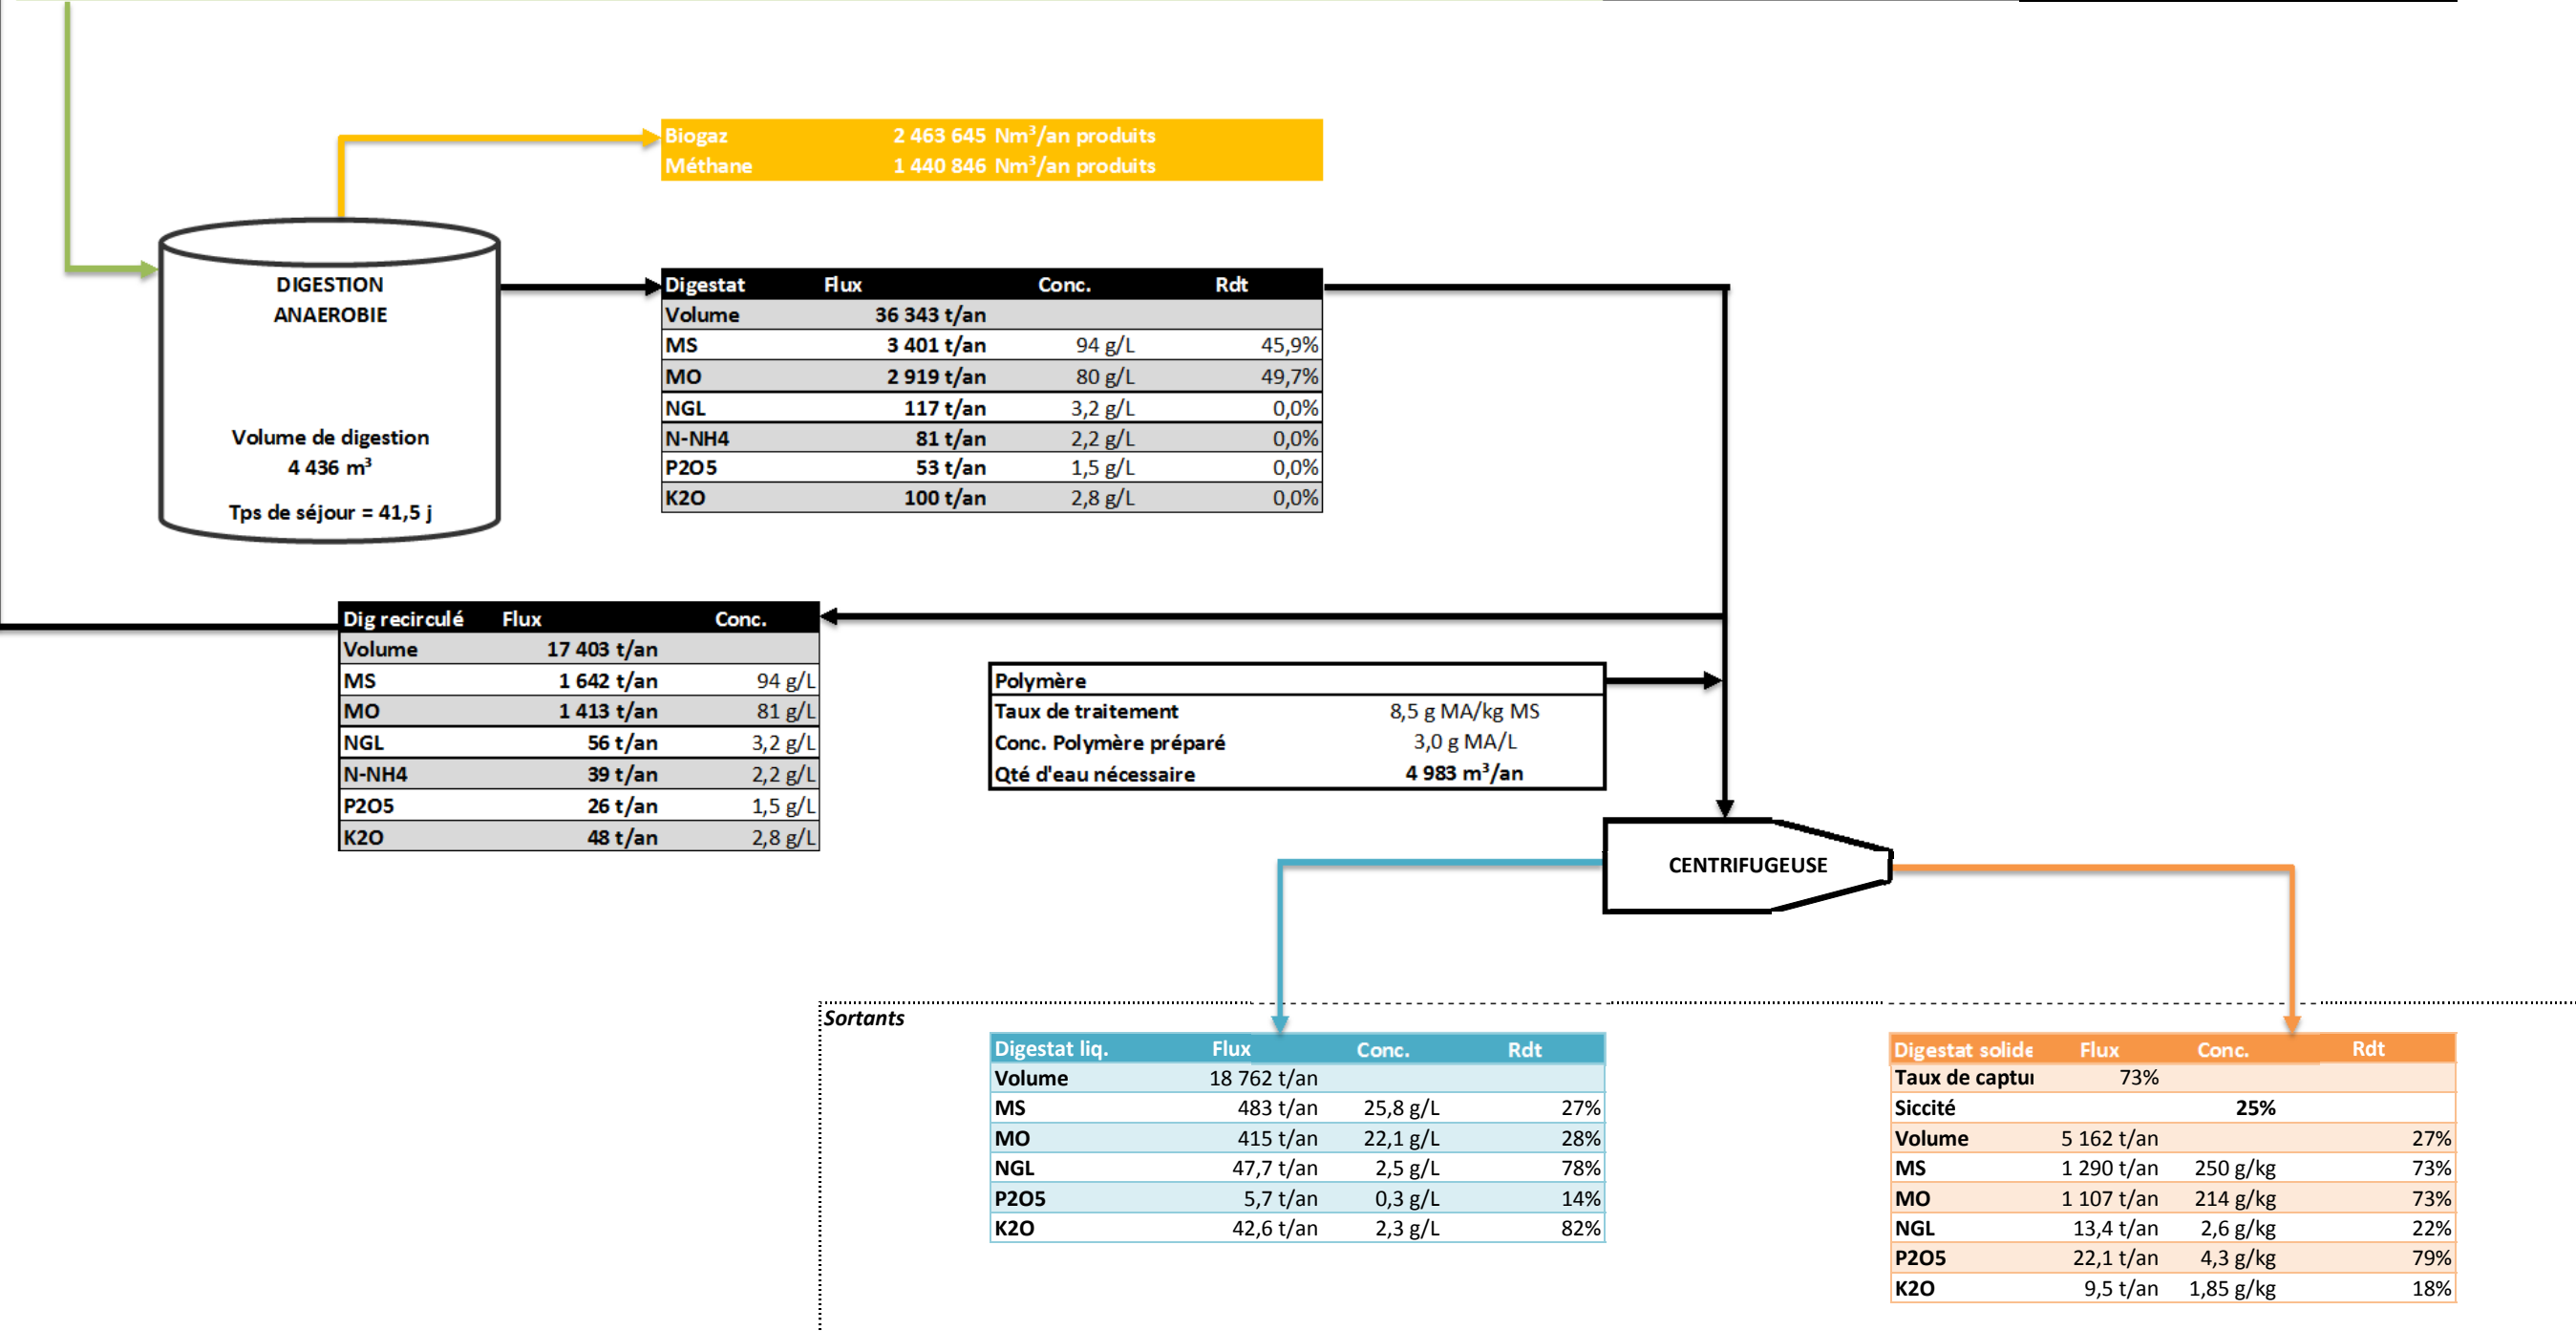 Biogaz 2 463 645 Nm³/an produits
Méthane 1 440 846 Nm³/an produits
DIGESTION
ANAEROBIE
Volume de digestion
4 436 m³
Tps de séjour = 41,5 j
Digestat Flux Conc. Rdt
Volume 36 343 t/an
MS 3 401 t/an 94 g/L 45,9%
MO 2 919 t/an 80 g/L 49,7%
NGL 117 t/an 3,2 g/L 0,0%
N-NH4 81 t/an 2,2 g/L 0,0%
P2O5 53 t/an 1,5 g/L 0,0%
K2O 100 t/an 2,8 g/L 0,0%
Dig recirculé Flux Conc.
Volume 17 403 t/an
MS 1 642 t/an 94 g/L
MO 1 413 t/an 81 g/L
NGL 56 t/an 3,2 g/L
N-NH4 39 t/an 2,2 g/L
P2O5 26 t/an 1,5 g/L
K2O 48 t/an 2,8 g/L
Polymère
Taux de traitement 8,5 g MA/kg MS
Conc. Polymère préparé 3,0 g MA/L
Qté d'eau nécessaire 4 983 m³/an
CENTRIFUGEUSE
Sortants
Digestat liq. Flux Conc. Rdt
Volume 18 762 t/an
MS 483 t/an 25,8 g/L 27%
MO 415 t/an 22,1 g/L 28%
NGL 47,7 t/an 2,5 g/L 78%
P2O5 5,7 t/an 0,3 g/L 14%
K2O 42,6 t/an 2,3 g/L 82%
Digestat solide Flux Conc. Rdt
Taux de captur 73%
Siccité 25%
Volume 5 162 t/an 27%
MS 1 290 t/an 250 g/kg 73%
MO 1 107 t/an 214 g/kg 73%
NGL 13,4 t/an 2,6 g/kg 22%
P2O5 22,1 t/an 4,3 g/kg 79%
K2O 9,5 t/an 1,85 g/kg 18%